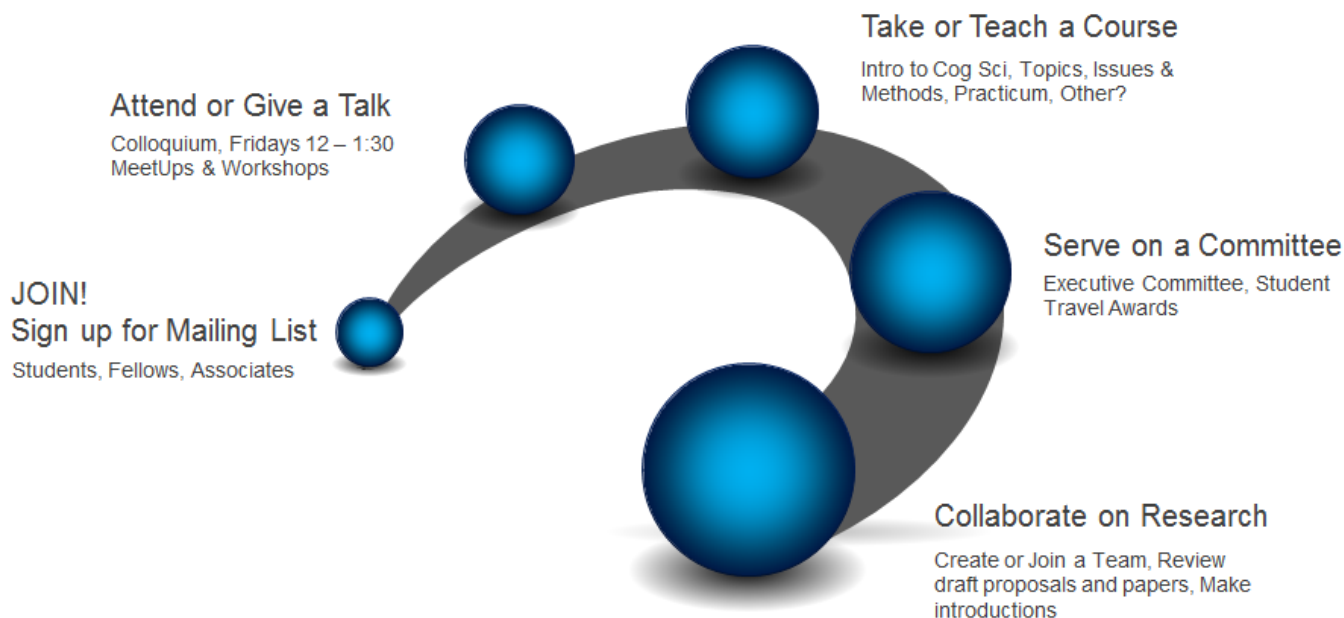 JOIN!
Sign up for Mailing List
Students, Fellows, Associates
Attend or Give a Talk
Colloquium, Fridays 12 – 1:30
MeetUps & Workshops
Take or Teach a Course
Intro to Cog Sci, Topics, Issues &
Methods, Practicum, Other?
Serve on a Committee
Executive Committee, Student
Travel Awards
Collaborate on Research
Create or Join a Team, Review
draft proposals and papers, Make
introductions